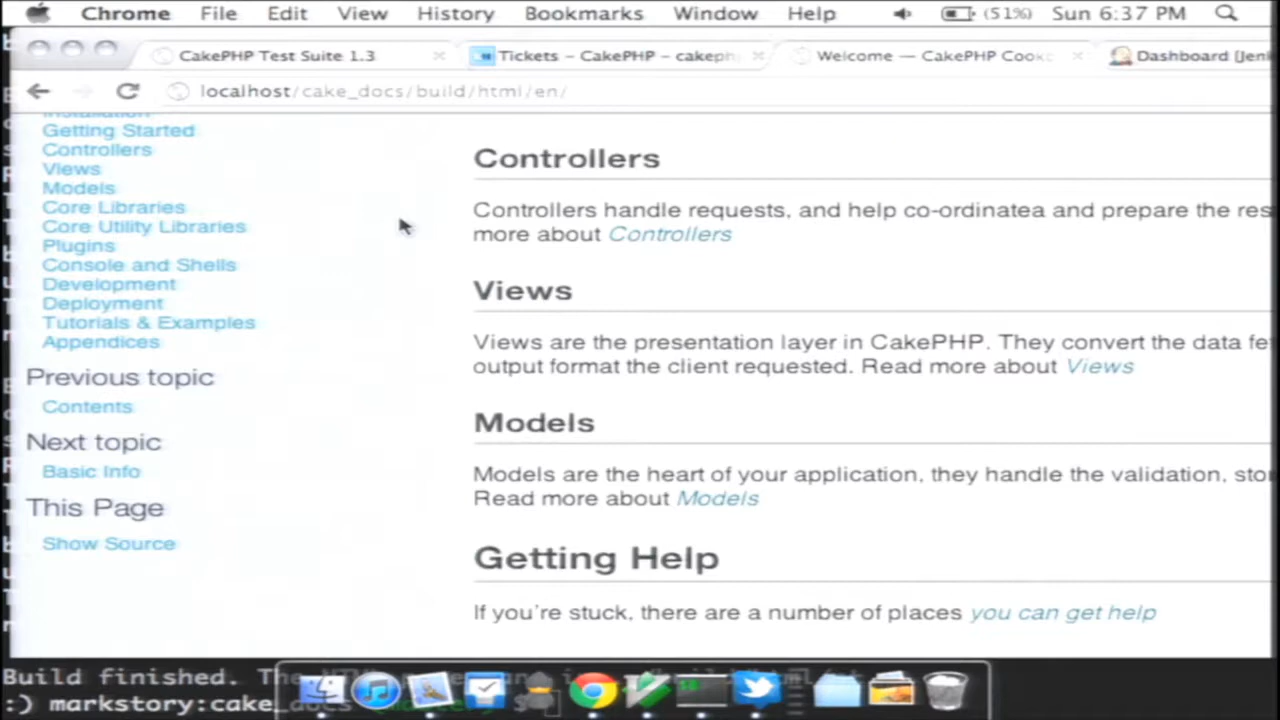 Chrome File Edit View History Bookmarks Window Help (51%) Sun 6:37 PM
CakePHP Test Suite 1.3
Tickets – CakePHP – cakeph
Welcome — CakePHP Cook
Dashboard [Jenk
localhost/cake_docs/build/html/en/
Installation
Getting Started
Controllers
Views
Models
Core Libraries
Core Utility Libraries
Plugins
Console and Shells
Development
Deployment
Tutorials & Examples
Appendices
Previous topic
Contents
Next topic
Basic Info
This Page
Show Source
Controllers
Controllers handle requests, and help co-ordinatea and prepare the res
more about Controllers
Views
Views are the presentation layer in CakePHP. They convert the data fe
output format the client requested. Read more about Views
Models
Models are the heart of your application, they handle the validation, sto
Read more about Models
Getting Help
If you're stuck, there are a number of places you can get help
Build finished. The
:) markstory:cake_docs